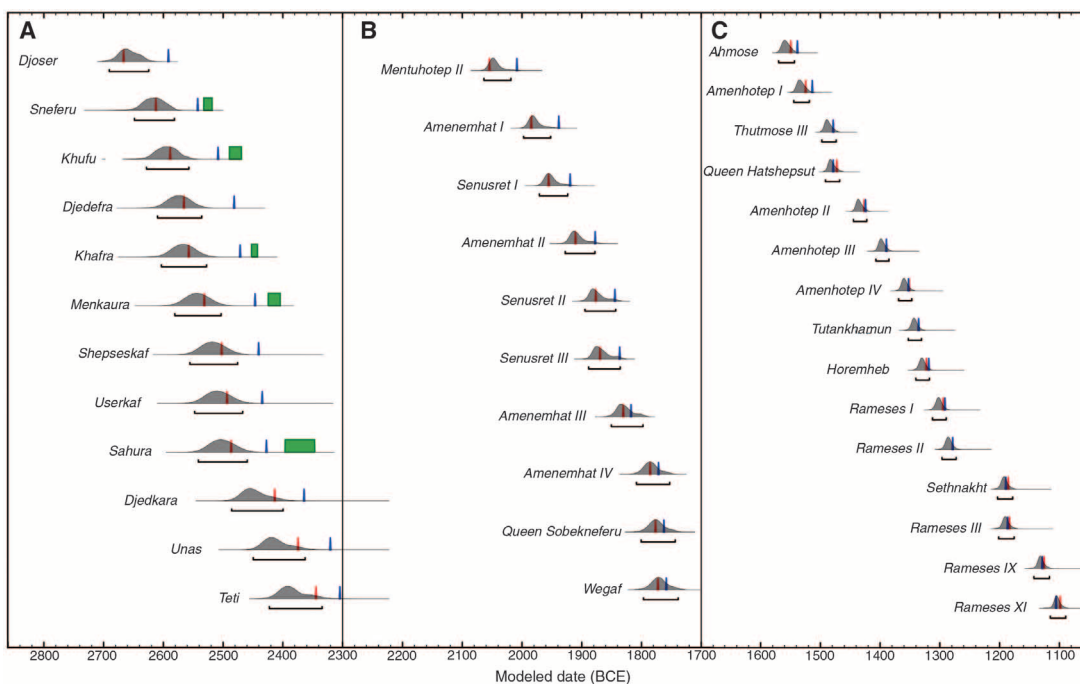 A
Djoser
Sneferu
Khufu
Djedefra
Khafra
Menkaura
Shepseskaf
Userkaf
Sahura
Djedkara
Unas
Teti
2800 2700 2600 2500 2400 2300
B
Mentuhotep II
Amenemhat I
Senusret I
Amenemhat II
Senusret II
Senusret III
Amenemhat III
Amenemhat IV
Queen Sobekneferu
Wegaf
2200 2100 2000 1900 1800 1700
C
Ahmose
Amenhotep I
Thutmose III
Queen Hatshepsut
Amenhotep II
Amenhotep III
Amenhotep IV
Tutankhamun
Horemheb
Rameses I
Rameses II
Sethnakht
Rameses III
Rameses IX
Rameses XI
1600 1500 1400 1300 1200 1100
Modeled date (BCE)